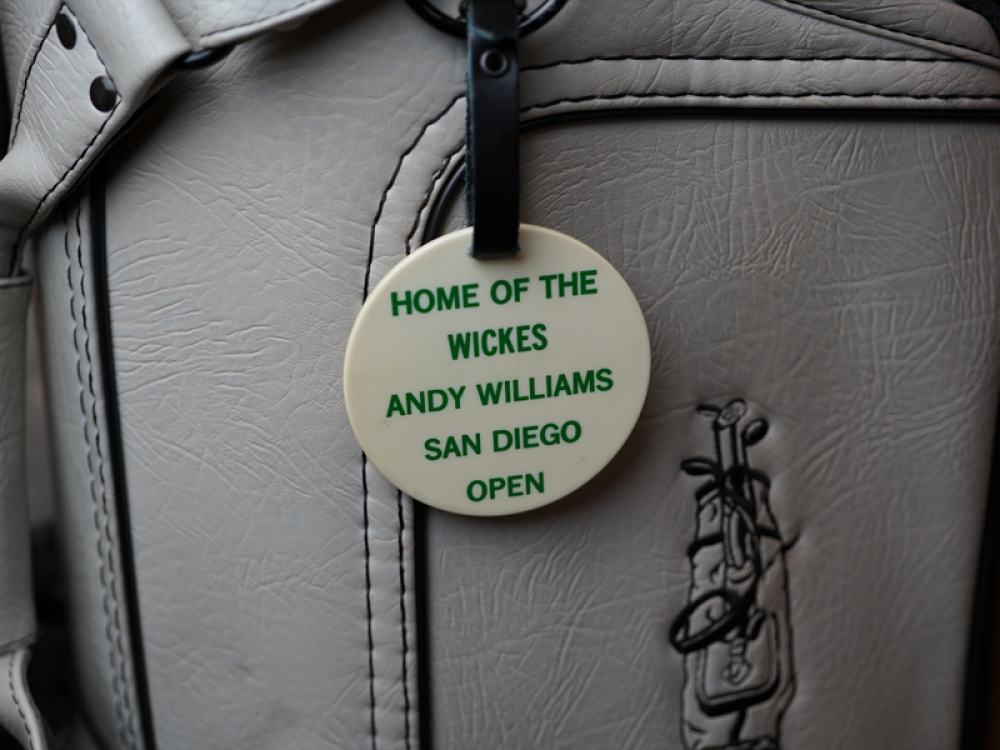 HOME OF THE
WICKES
ANDY WILLIAMS
SAN DIEGO
OPEN